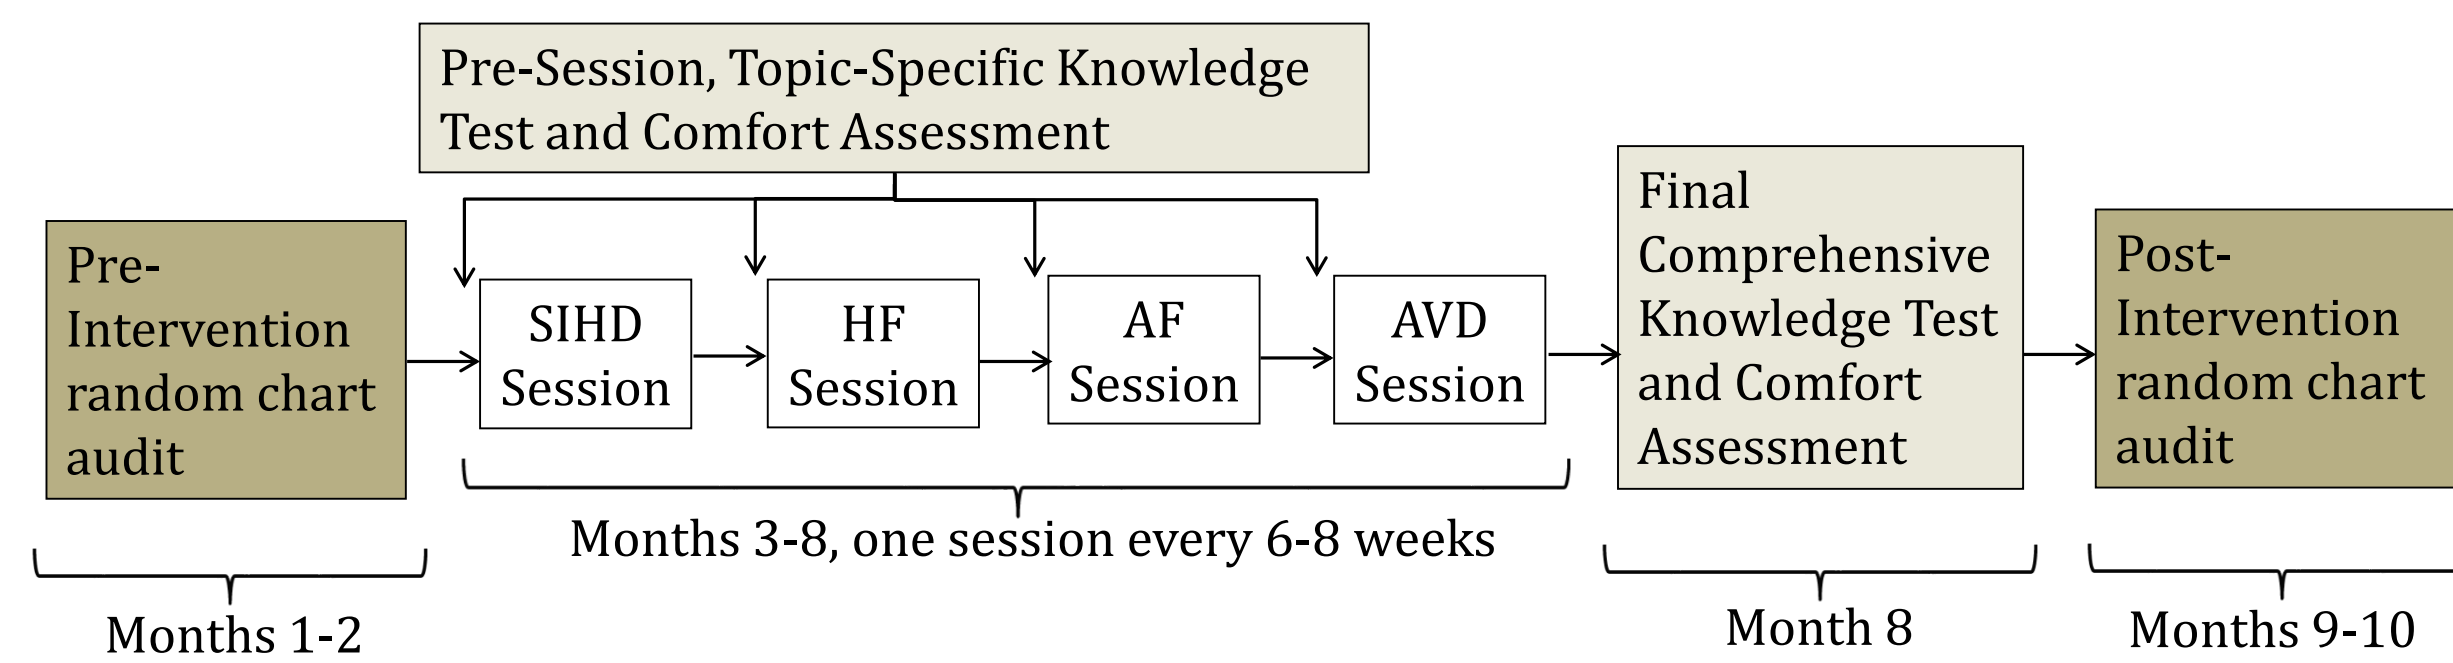 Pre-Session, Topic-Specific Knowledge
Test and Comfort Assessment
Pre-
Intervention
random chart
audit
SIHD
Session
HF
Session
AF
Session
AVD
Session
Final
Comprehensive
Knowledge Test
and Comfort
Assessment
Post-
Intervention
random chart
audit
Months 1-2
Months 3-8, one session every 6-8 weeks
Month 8
Months 9-10